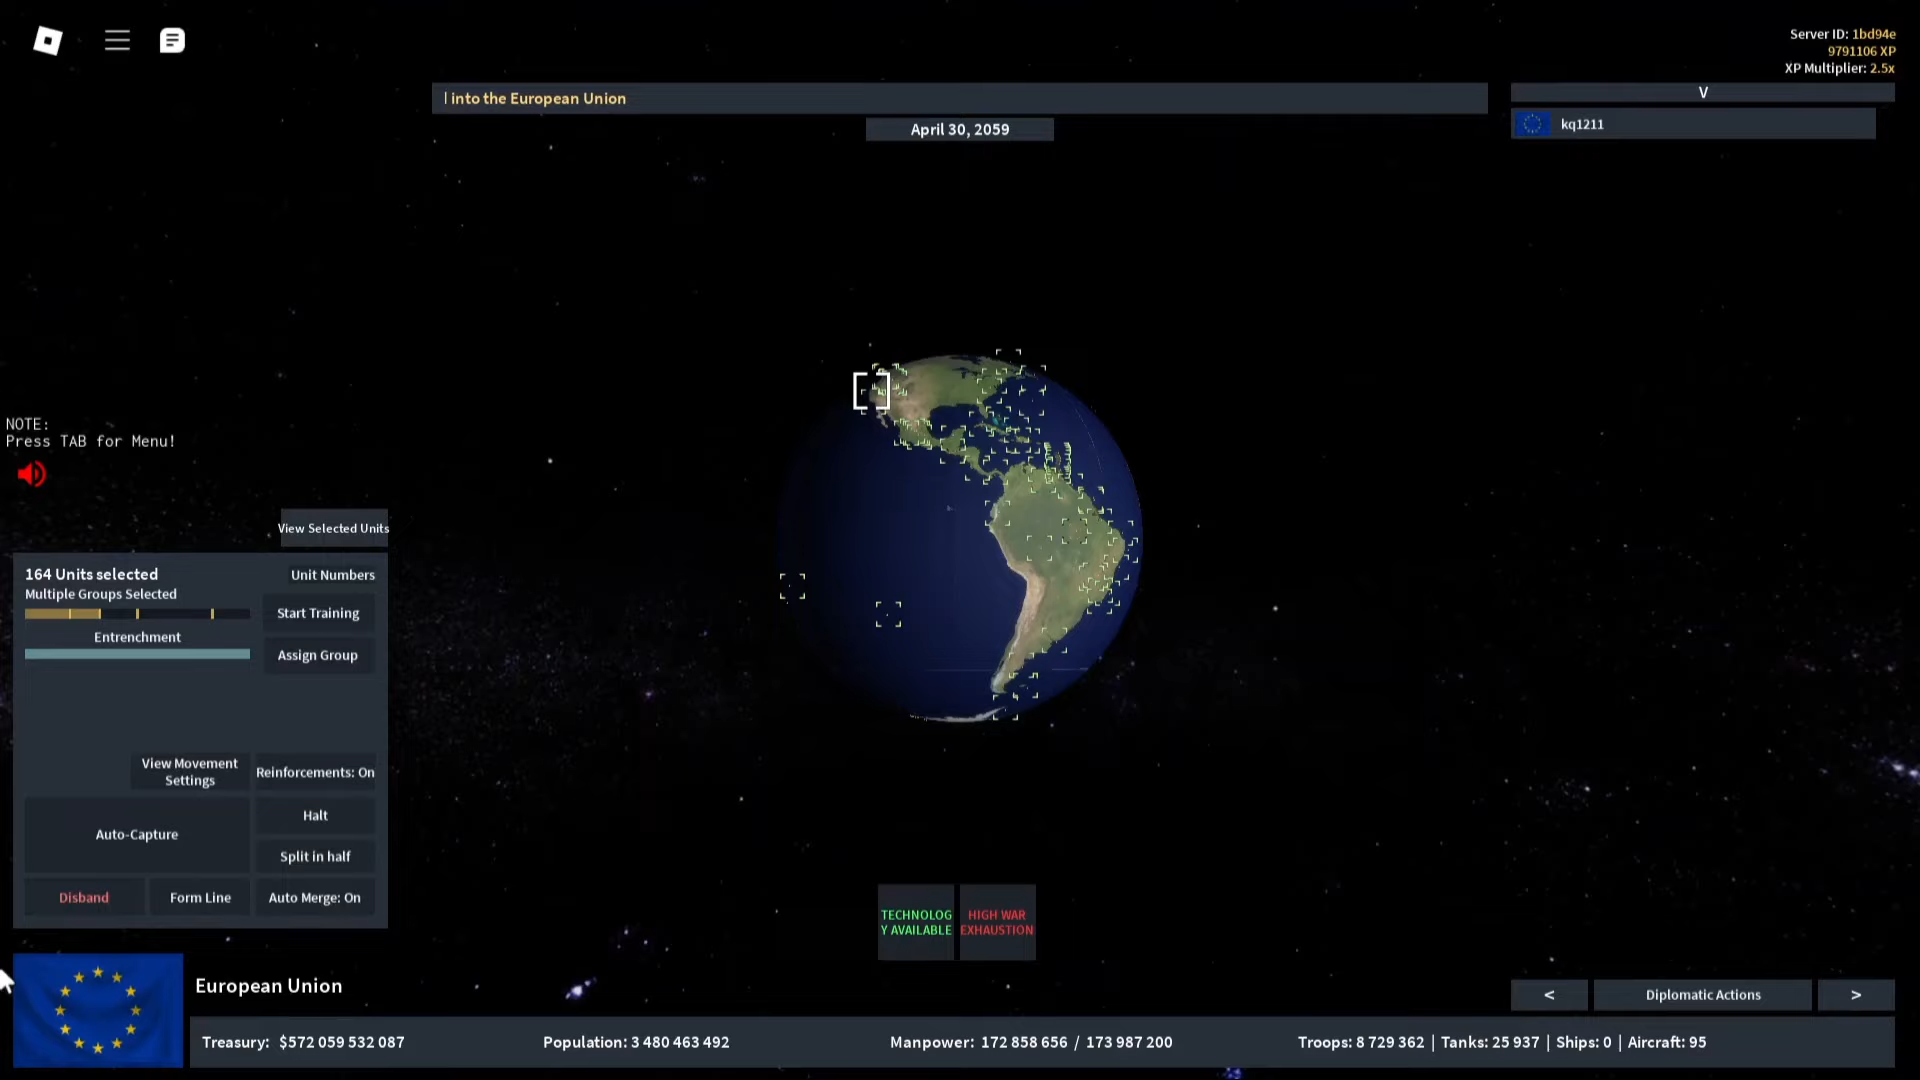 Server ID: 1bd94e
9791106 XP
XP Multiplier: 2.5x
into the European Union
V
April 30, 2059
kq1211
NOTE:
Press TAB for Menu!
View Selected Units
164 Units selected
Unit Numbers
Multiple Groups Selected
Start Training
Entrenchment
Assign Group
View Movement
Settings
Reinforcements: On
Halt
Auto-Capture
Split in half
Disband
Form Line
Auto Merge: On
TECHNOLOG
Y AVAILABLE
HIGH WAR
EXHAUSTION
European Union
<
Diplomatic Actions
>
Treasury: $572 059 532 087
Population: 3 480 463 492
Manpower: 172 858 656 / 173 987 200
Troops: 8 729 362 | Tanks: 25 937 | Ships: 0 | Aircraft: 95